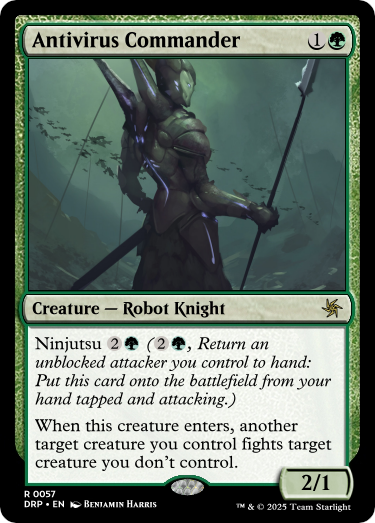 Antivirus Commander 1
Creature — Robot Knight
Ninjutsu 2 (2, Return an
unblocked attacker you control to hand:
Put this card onto the battlefield from your
hand tapped and attacking.)
When this creature enters, another
target creature you control fights target
creature you don't control.
2/1
R 0057
DRP • EN Benjamin Harris
™ & © 2025 Team Starlight